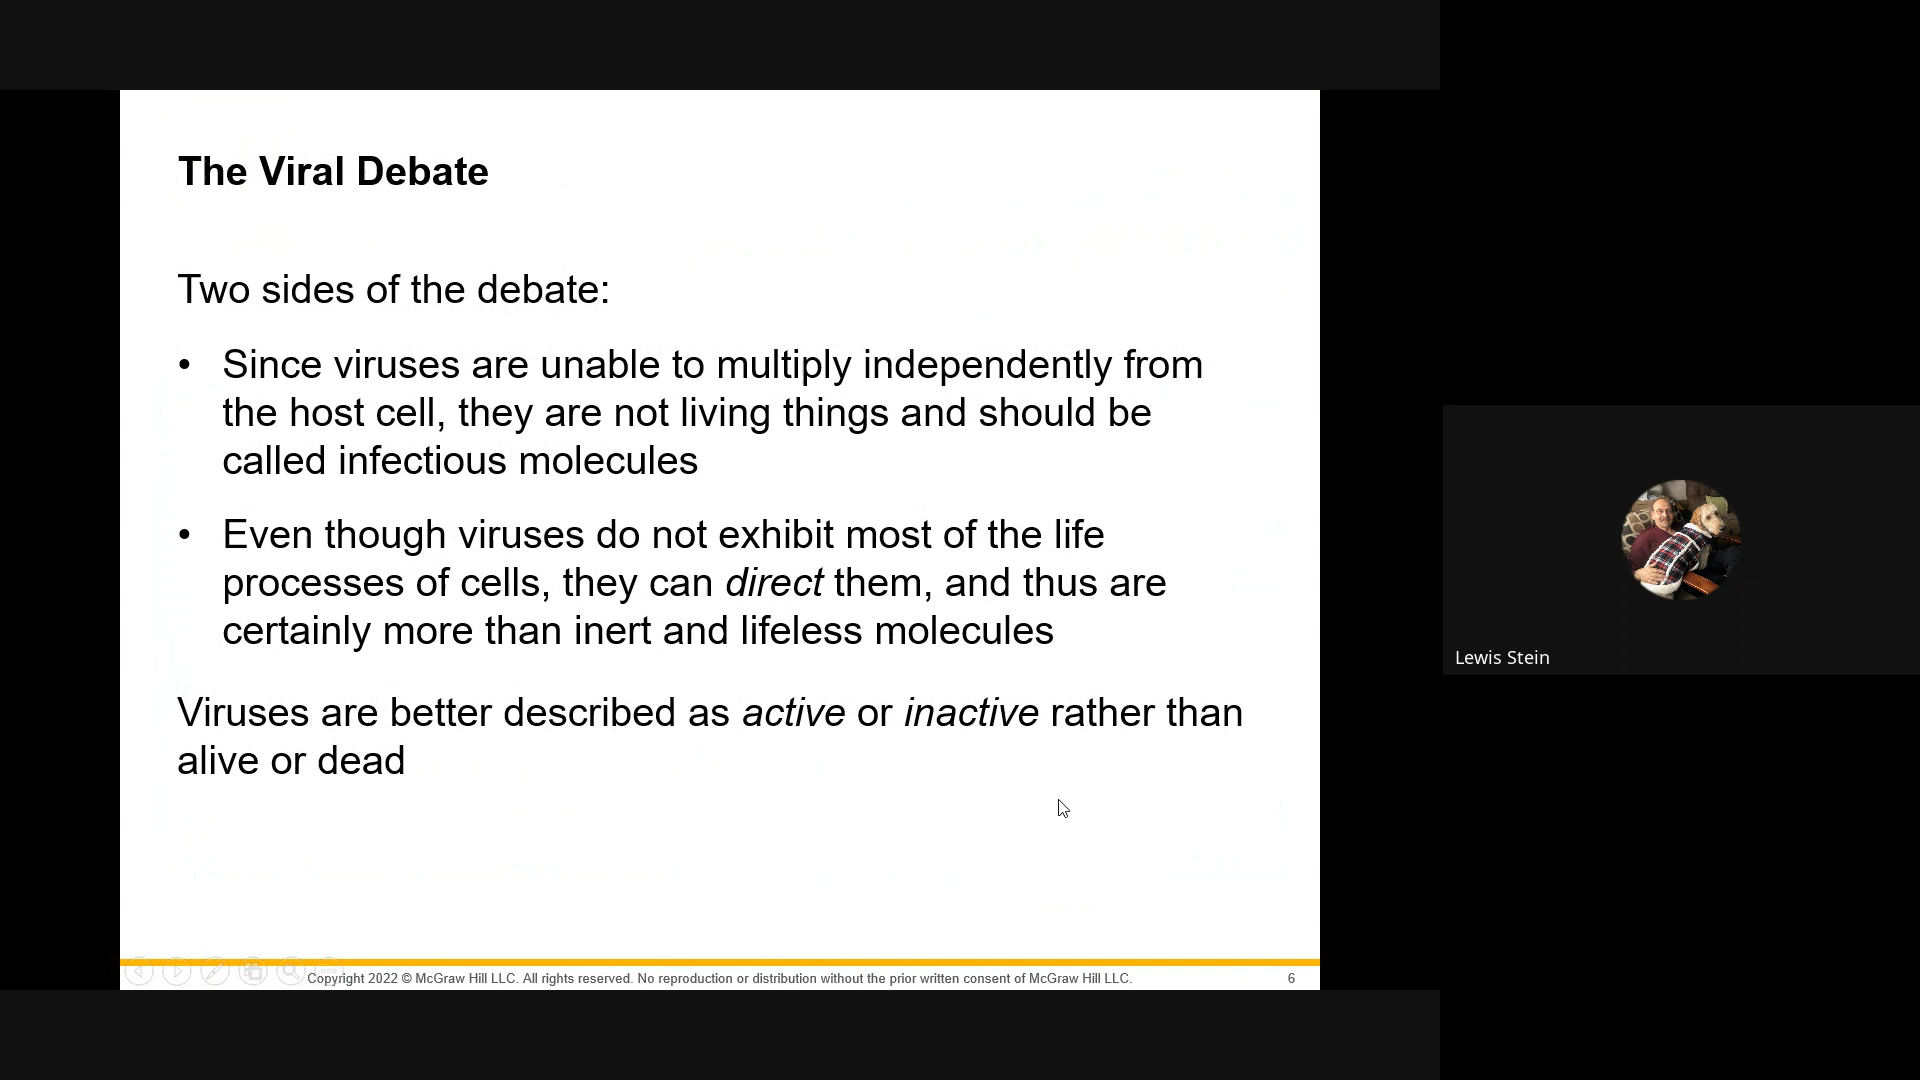 The Viral Debate
Two sides of the debate:
• Since viruses are unable to multiply independently from
the host cell, they are not living things and should be
called infectious molecules
• Even though viruses do not exhibit most of the life
processes of cells, they can direct them, and thus are
certainly more than inert and lifeless molecules
Viruses are better described as active or inactive rather than
alive or dead
Copyright 2022 © McGraw Hill LLC. All rights reserved. No reproduction or distribution without the prior written consent of McGraw Hill LLC.
6
Lewis Stein